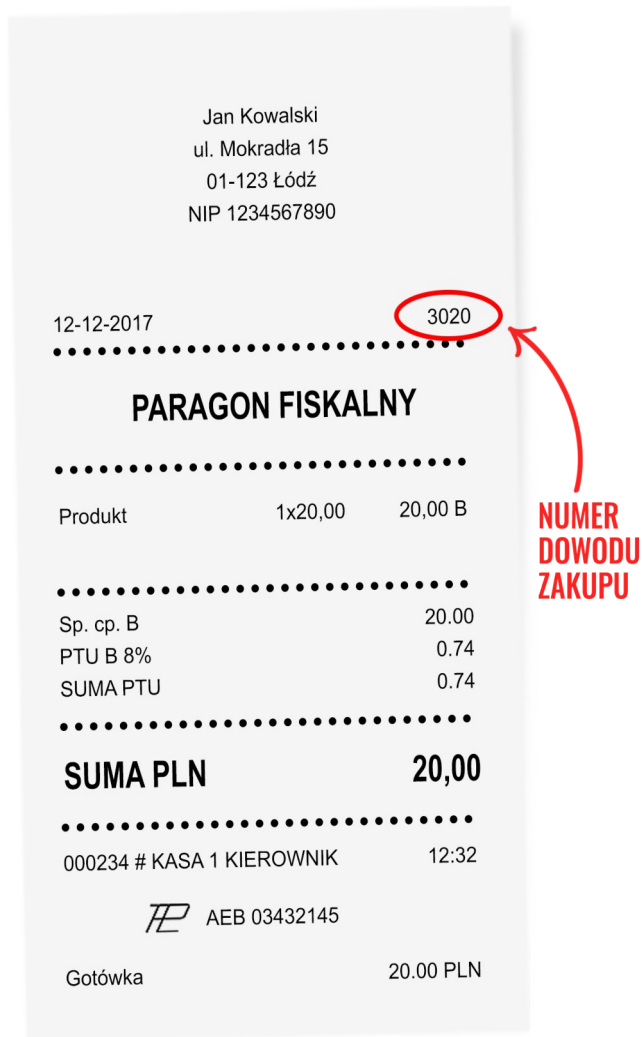 Jan Kowalski
ul. Mokradła 15
01-123 Łódź
NIP 1234567890
12-12-2017 3020
PARAGON FISKALNY
Produkt 1x20,00 20,00 B
Sp. cp. B 20.00
PTU B 8% 0.74
SUMA PTU 0.74
SUMA PLN 20,00
000234 # KASA 1 KIEROWNIK 12:32
AEB 03432145
Gotówka 20.00 PLN
NUMER
DOWODU
ZAKUPU